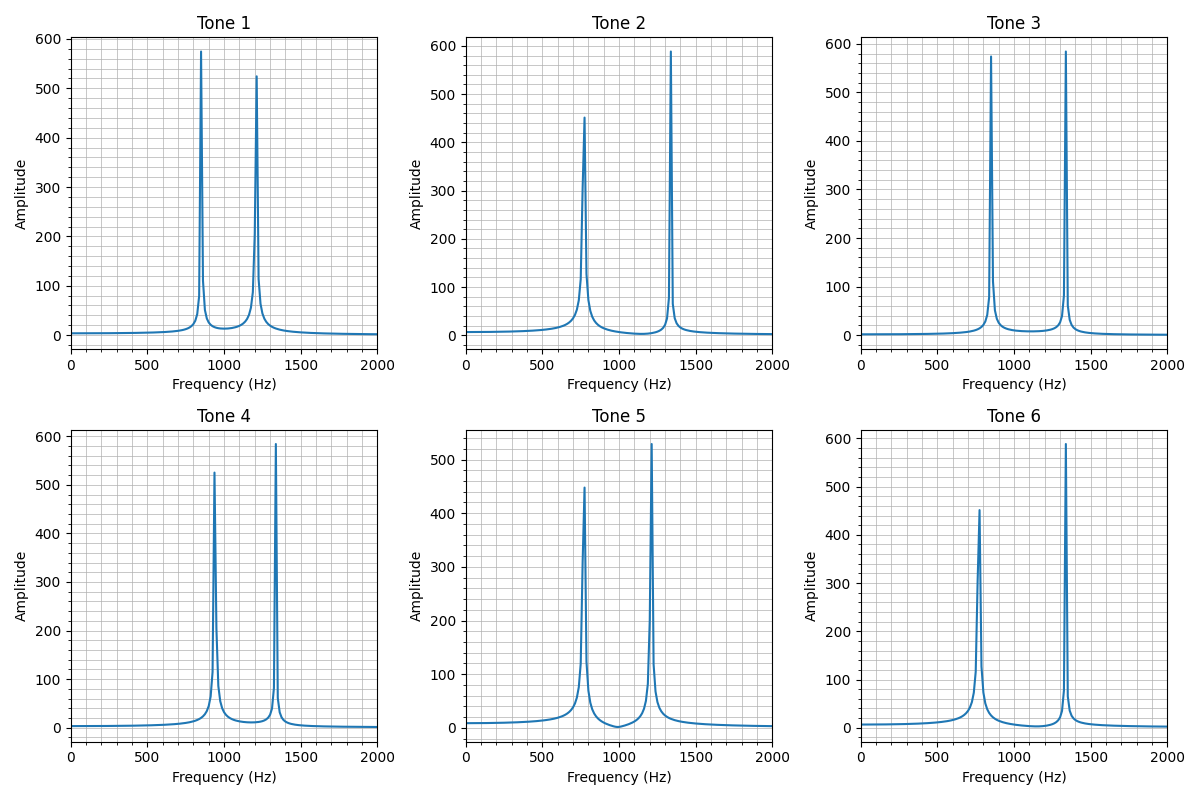 Tone 1 Tone 2 Tone 3
600 600 600
500 500 500
400 400 400
300 300 300
200 200 200
100 100 100
0 0 0
Amplitude Amplitude Amplitude
0 500 1000 1500 2000 0 500 1000 1500 2000 0 500 1000 1500 2000
Frequency (Hz) Frequency (Hz) Frequency (Hz)
Tone 4 Tone 5 Tone 6
600 500 600
500 400 500
400 300 400
300 200 300
200 100 200
100 0 100
0 0
Amplitude Amplitude Amplitude
0 500 1000 1500 2000 0 500 1000 1500 2000 0 500 1000 1500 2000
Frequency (Hz) Frequency (Hz) Frequency (Hz)